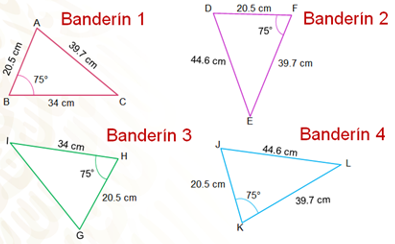 Banderín 1
A
20.5 cm
39.7 cm
75°
B
34 cm
C
Banderín 2
D
20.5 cm
F
75°
44.6 cm
39.7 cm
E
Banderín 3
I
34 cm
H
75°
20.5 cm
G
Banderín 4
J
44.6 cm
L
20.5 cm
75°
39.7 cm
K